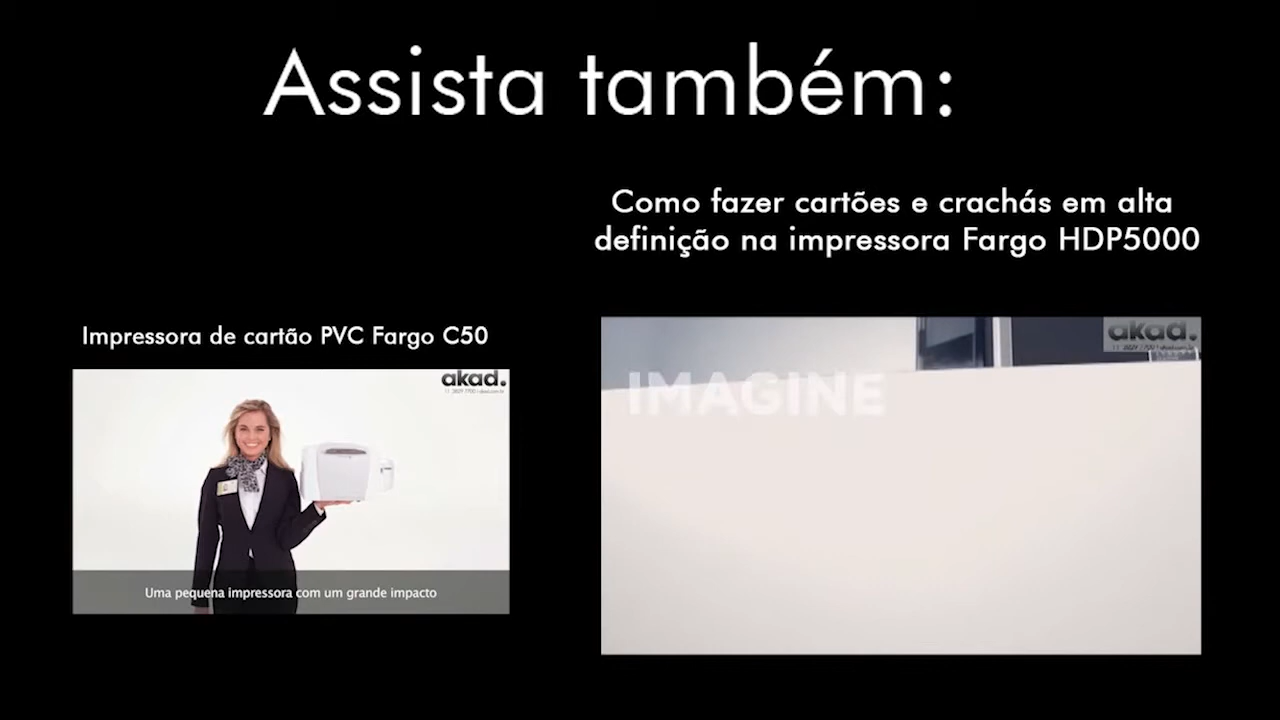 Assista também:
Como fazer cartões e crachás em alta
definição na impressora Fargo HDP5000
Impressora de cartão PVC Fargo C50
akad.
Uma pequena impressora com um grande impacto
akad.
IMAGINE